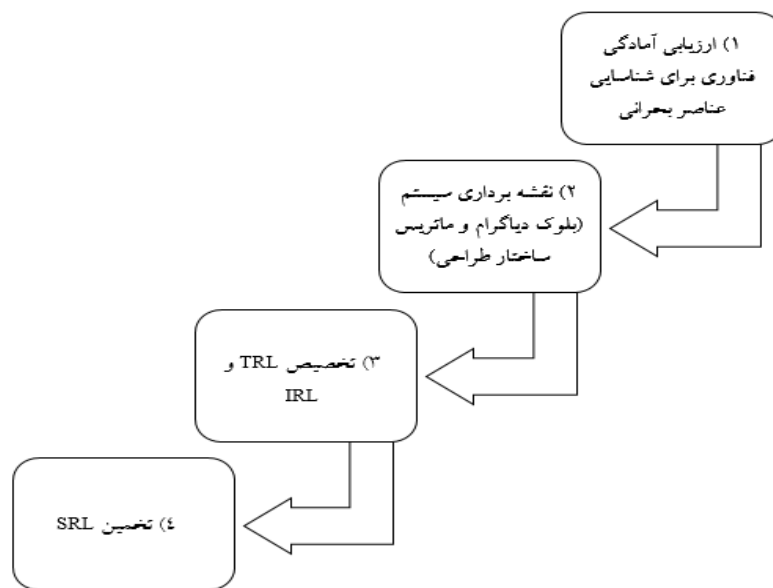 ۱) ارزیابی آمادگی
فناوری برای شناسایی
عناصر بحرانی
۲) نقشه برداری سیستم
(بلوک دیاگرام و ماتریس
ساختار طراحی)
۳) تخصیص TRL و
IRL
٤) تخمین SRL